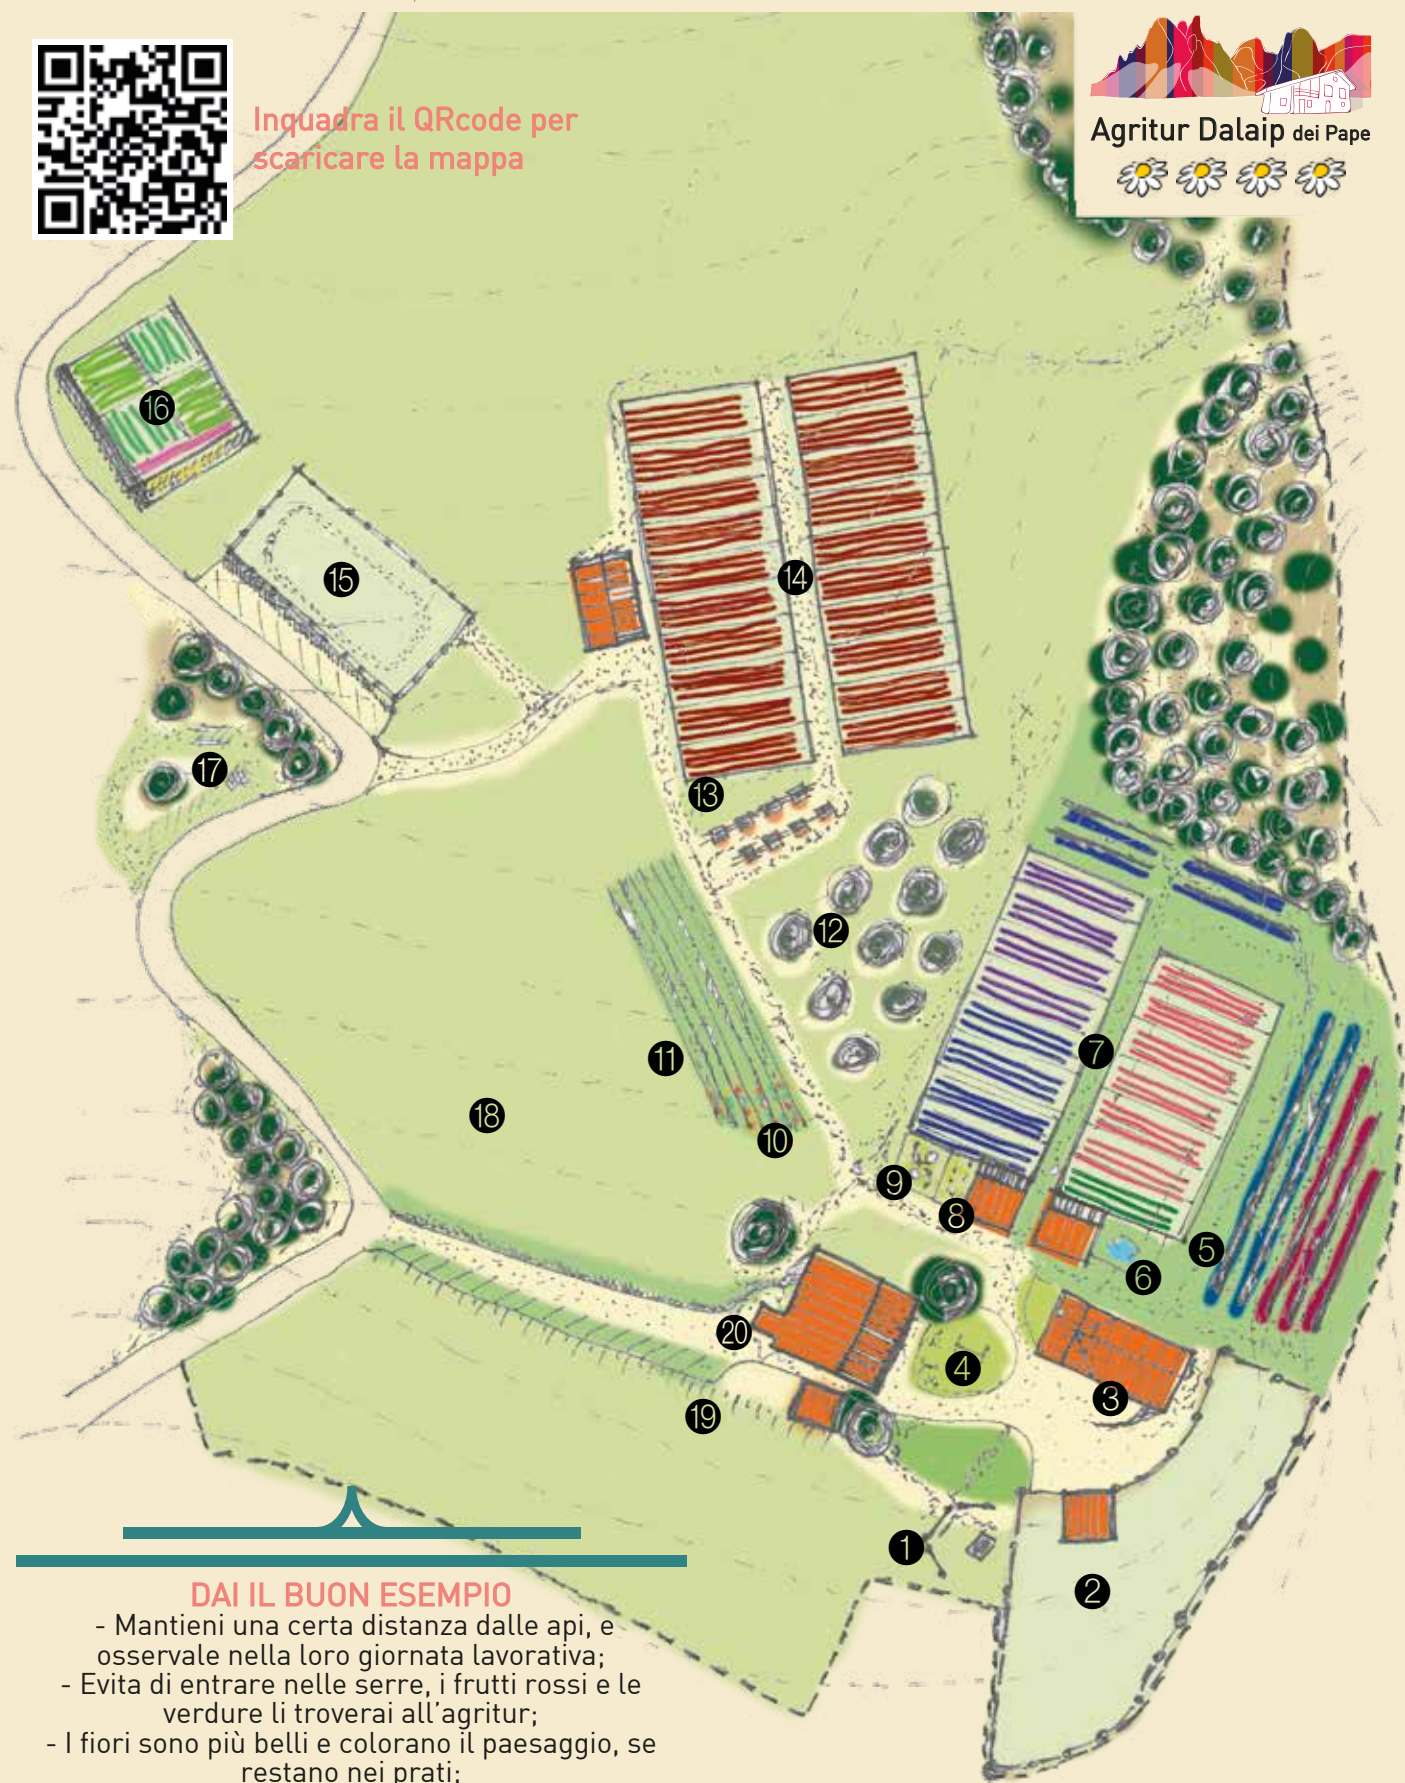 Inquadra il QRcode per
scaricare la mappa
Agritur Dalaip dei Pape
16
15
14
17
13
12
11
7
18
10
9
8
5
6
20
4
3
19
1
2
DAI IL BUON ESEMPIO
- Mantieni una certa distanza dalle api, e
osservale nella loro giornata lavorativa;
- Evita di entrare nelle serre, i frutti rossi e le
verdure li troverai all'agritur;
- I fiori sono più belli e colorano il paesaggio, se
restano nei prati;